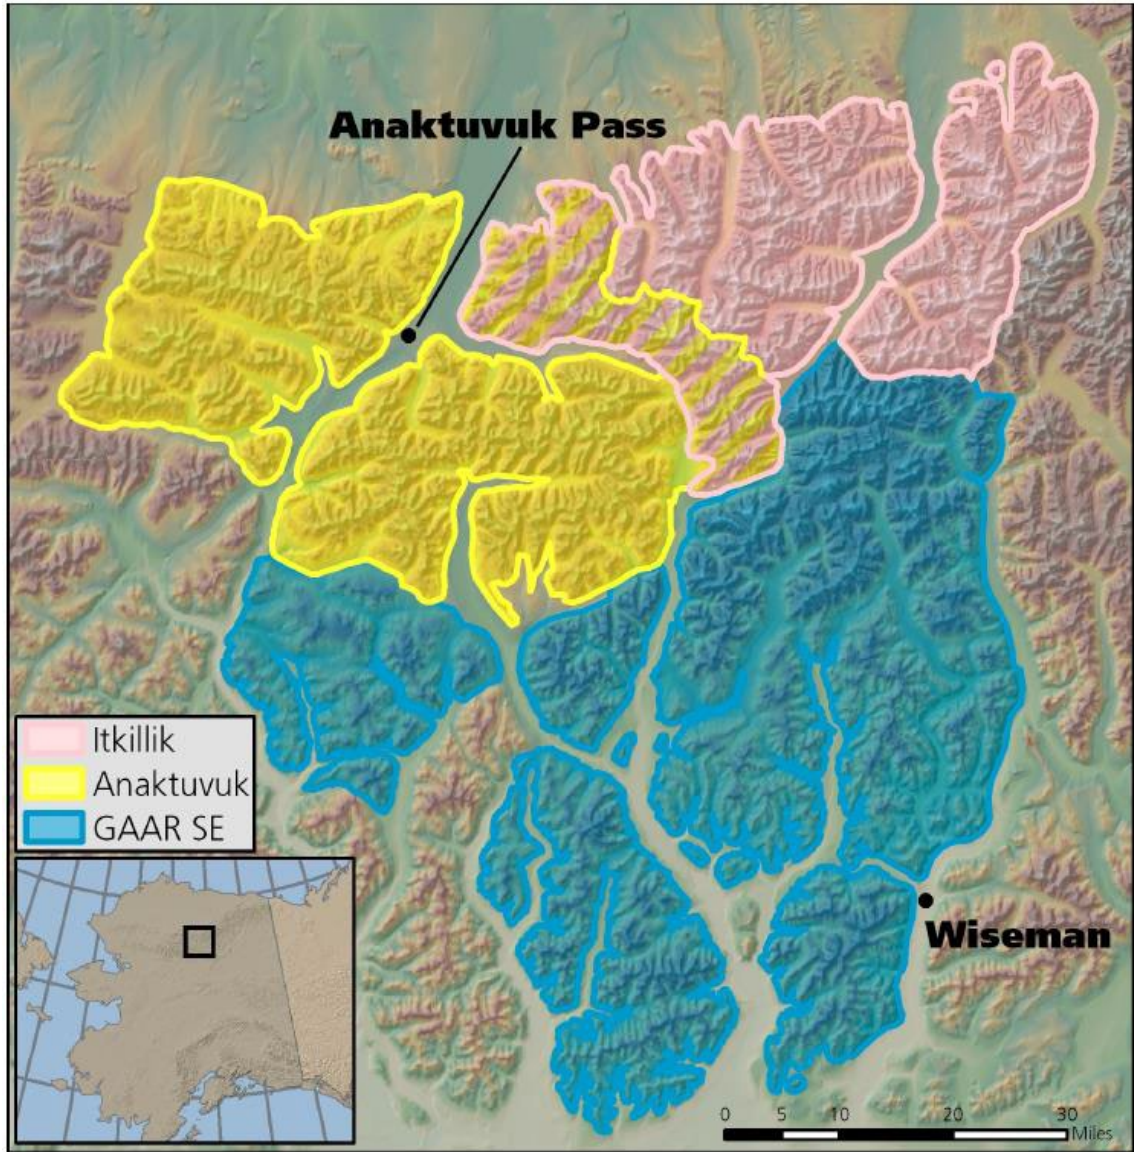 Anaktuvuk Pass
Itkillik
Anaktuvuk
GAAR SE
Wiseman
0 5 10 20 30
Miles